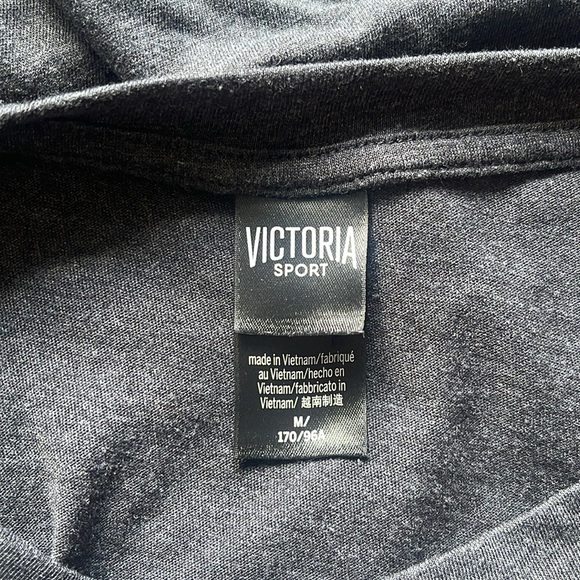 VICTORIA
SPORT
made in Vietnam/fabriqué
au Vietnam/hecho en
Vietnam/fabbricato in
Vietnam/ 越南制造
M/
170/96A